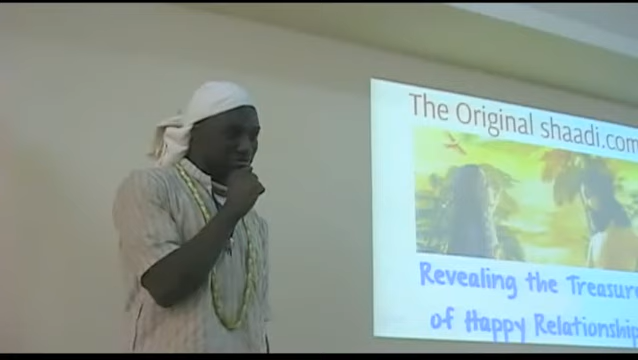 The Original shaadi.com
Revealing the Treasure
of Happy Relationship